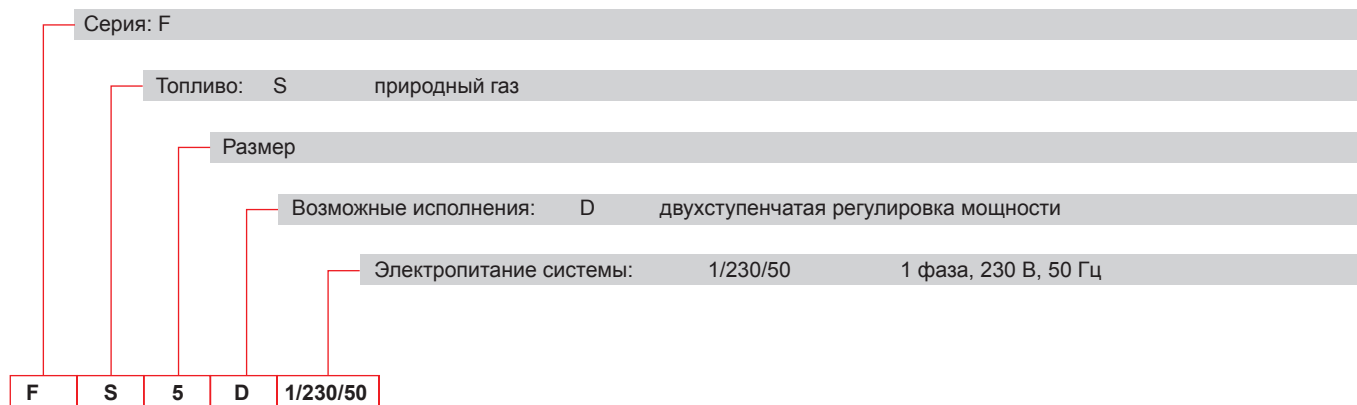 Серия: F
Топливо: S природный газ
Размер
Возможные исполнения: D двухступенчатая регулировка мощности
Электропитание системы: 1/230/50 1 фаза, 230 В, 50 Гц
F S 5 D 1/230/50